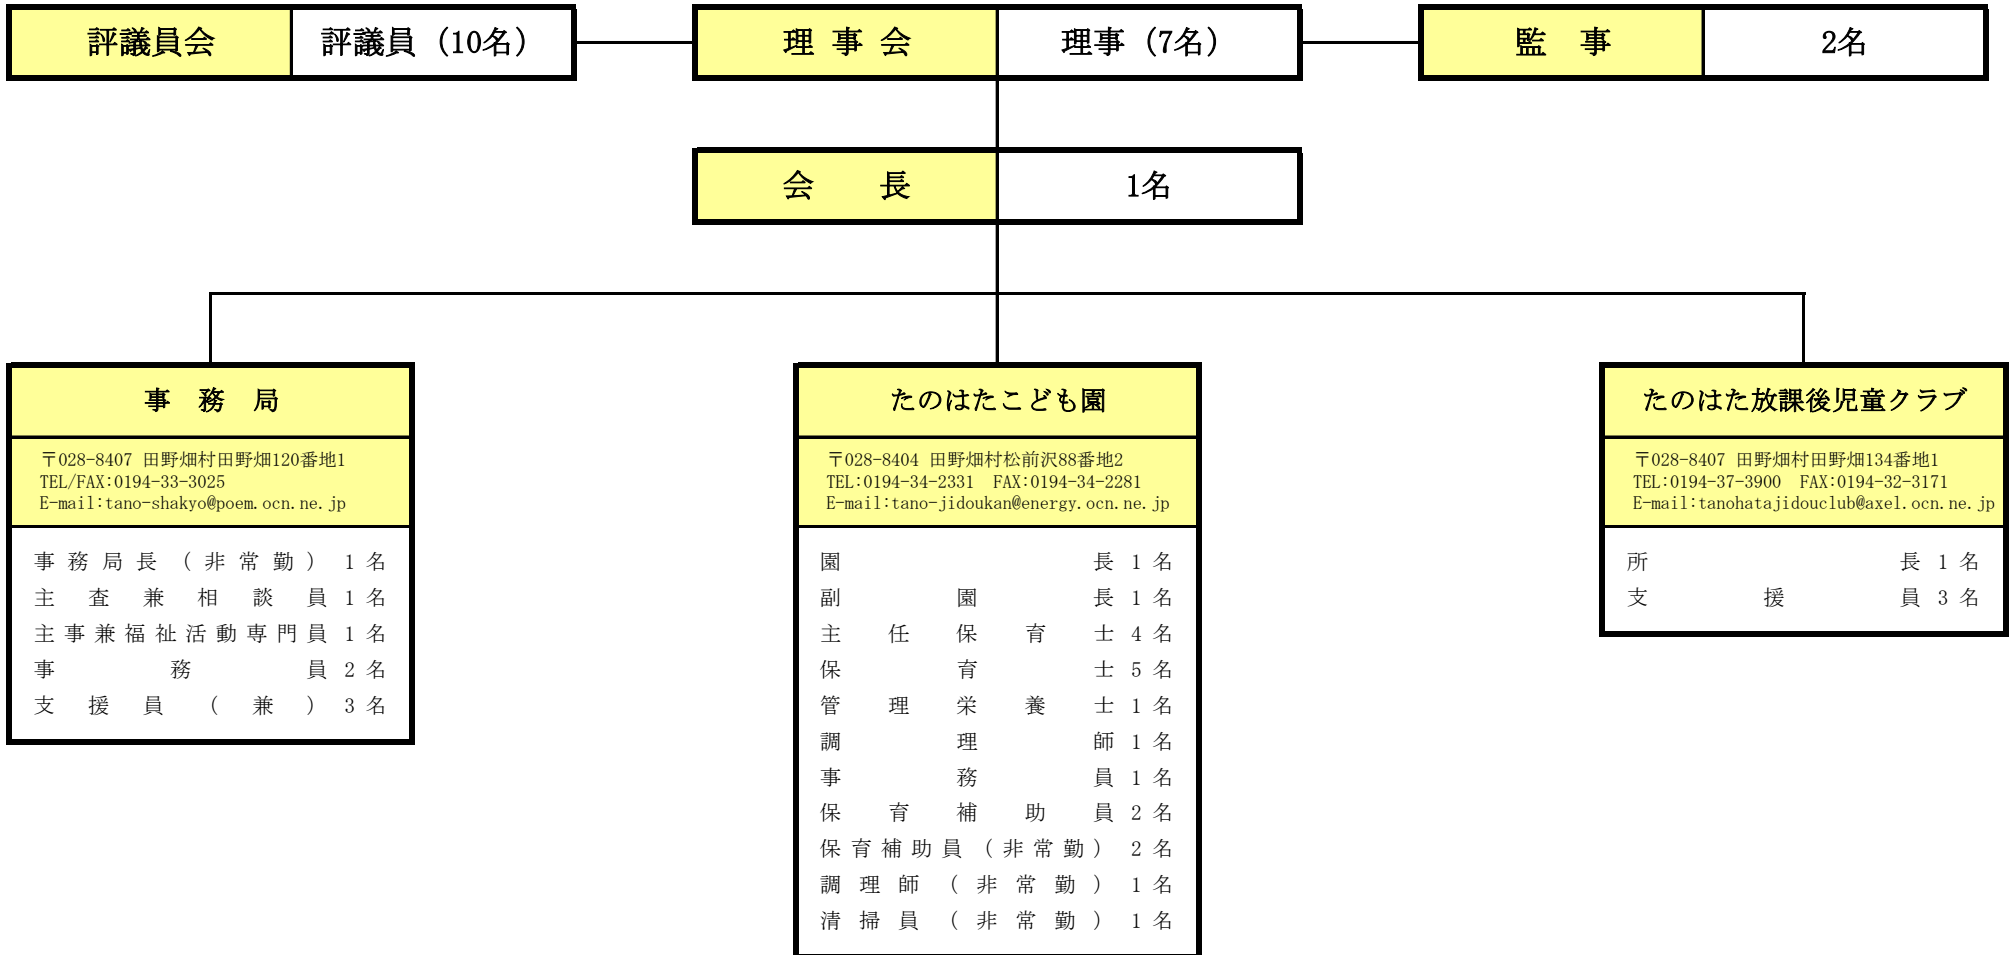 評議員会 評議員（10名） 理事会 理事（7名） 監事 2名
会長 1名
事務局
〒028-8407 田野畑村田野畑120番地1
TEL/FAX:0194-33-3025
E-mail:tano-shakyo@poem.ocn.ne.jp
事務局長（非常勤） 1名
主査兼相談員 1名
主事兼福祉活動専門員 1名
事務員 2名
支援員（兼） 3名
たのはたこども園
〒028-8404 田野畑村松前沢88番地2
TEL:0194-34-2331 FAX:0194-34-2281
E-mail:tano-jidoukan@energy.ocn.ne.jp
園長 1名
副園長 1名
主任保育士 4名
保育士 5名
管理栄養士 1名
調理師 1名
事務員 1名
保育補助員 2名
保育補助員（非常勤） 2名
調理師（非常勤） 1名
清掃員（非常勤） 1名
たのはた放課後児童クラブ
〒028-8407 田野畑村田野畑134番地1
TEL:0194-37-3900 FAX:0194-32-3171
E-mail:tanohatajidouclub@axel.ocn.ne.jp
所長 1名
支援員 3名